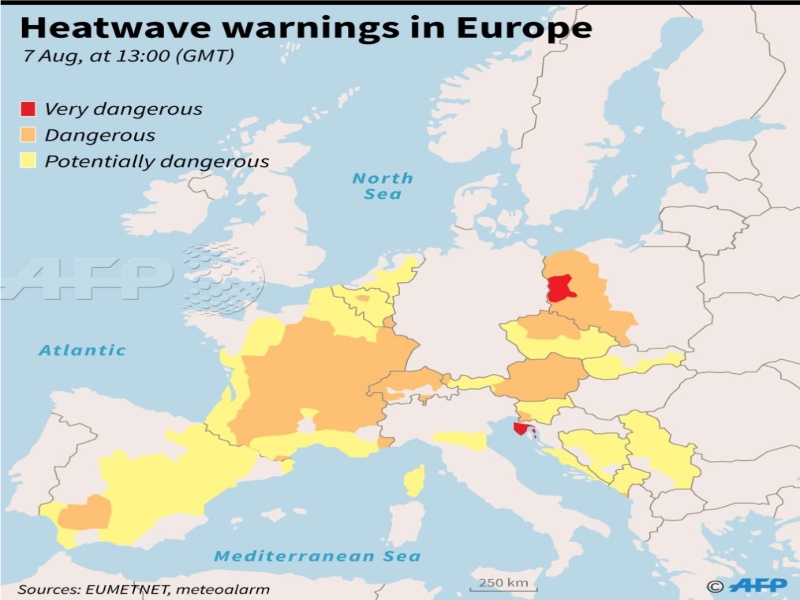 Heatwave warnings in Europe
7 Aug, at 13:00 (GMT)
Very dangerous
Dangerous
Potentially dangerous
North
Sea
AFP
Atlantic
Mediterranean Sea
250 km
Sources: EUMETNET, meteoalarm
© AFP